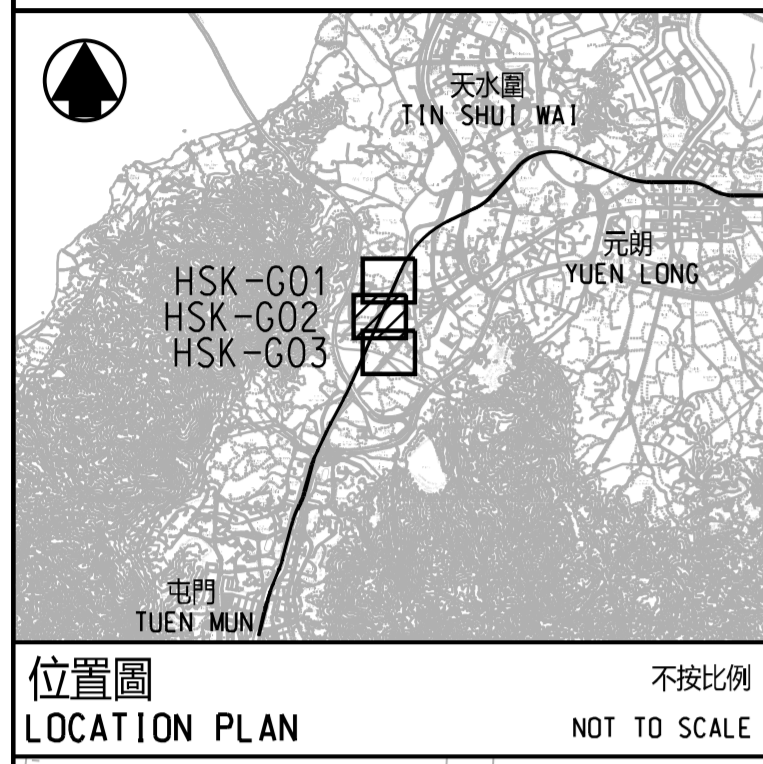 天水圍
TIN SHUI WAI
元朗
YUEN LONG
HSK-G01
HSK-G02
HSK-G03
屯門
TUEN MUN
位置圖
不按比例
LOCATION PLAN
NOT TO SCALE